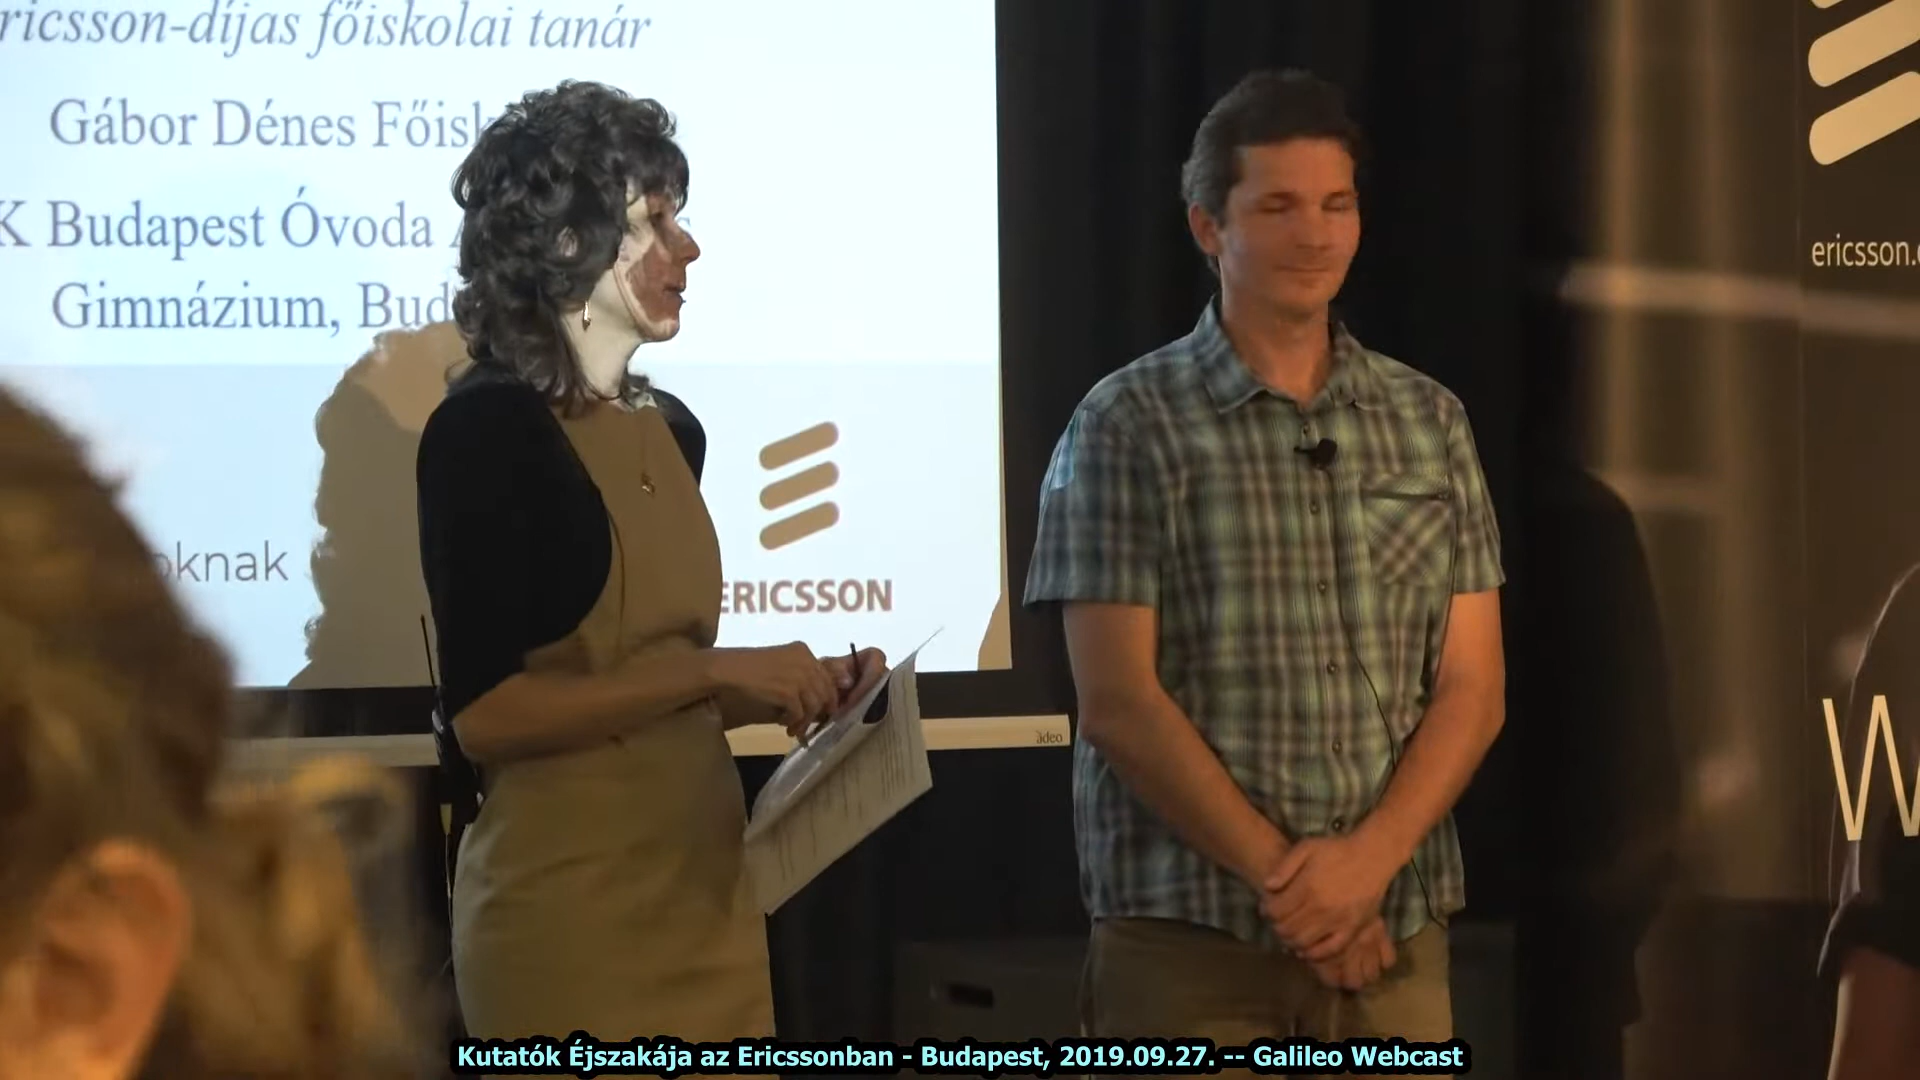 ricsson-díjas főiskolai tanár
Gábor Dénes Főisk
K Budapest Óvoda
Gimnázium, Bud
oknak
ERICSSON
adeo
ericsson.
W
Kutatók Éjszakája az Ericssonban - Budapest, 2019.09.27. -- Galileo Webcast